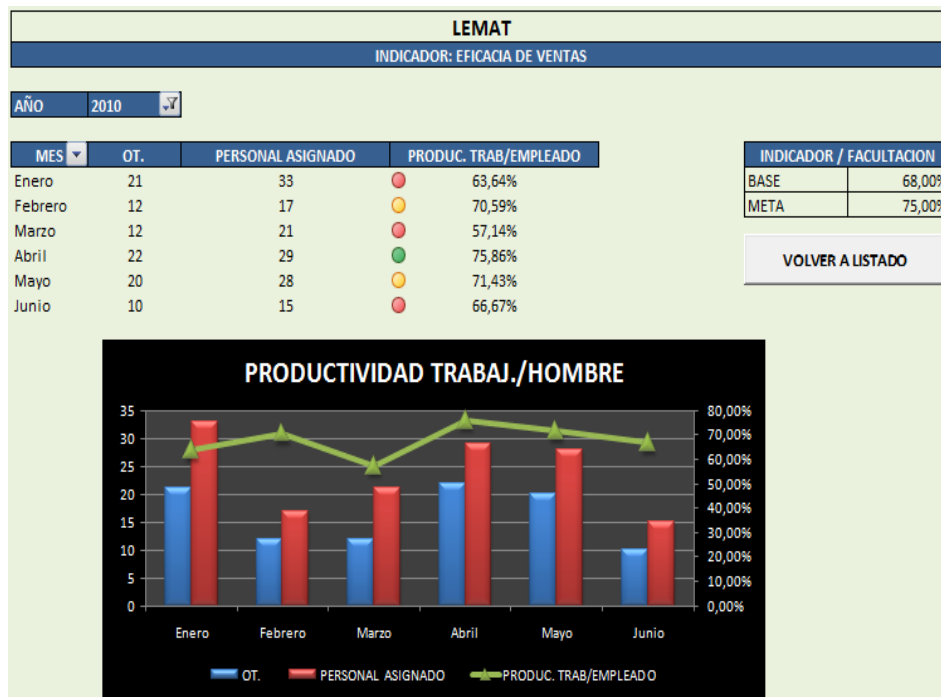 LEMAT
INDICADOR: EFICACIA DE VENTAS
AÑO 2010
MES OT. PERSONAL ASIGNADO PRODUC. TRAB/EMPLEADO
Enero 21 33 63,64%
Febrero 12 17 70,59%
Marzo 12 21 57,14%
Abril 22 29 75,86%
Mayo 20 28 71,43%
Junio 10 15 66,67%
INDICADOR / FACULTACION
BASE 68,00%
META 75,00%
VOLVER A LISTADO
PRODUCTIVIDAD TRABAJ./HOMBRE
35 80,00%
30 70,00%
25 60,00%
20 50,00%
15 40,00%
10 30,00%
5 20,00%
0 10,00%
0,00%
Enero Febrero Marzo Abril Mayo Junio
OT. PERSONAL ASIGNADO PRODUC. TRAB/EMPLEADO